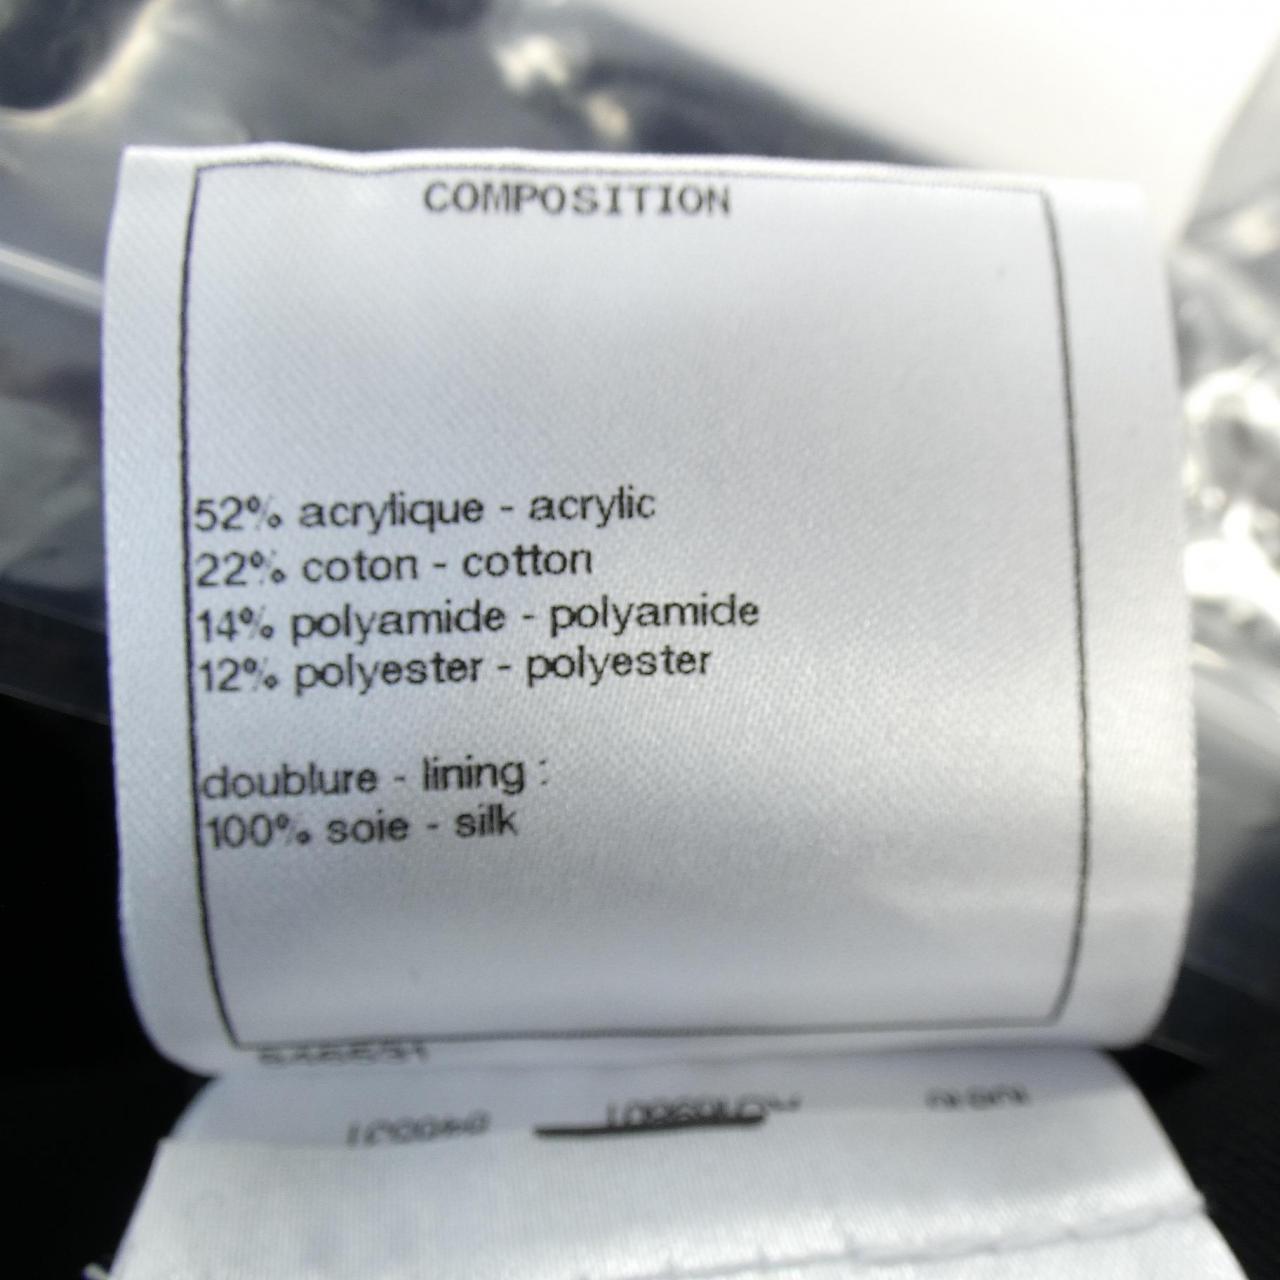 COMPOSITION
52% acrylique - acrylic
22% coton - cotton
14% polyamide - polyamide
12% polyester - polyester
doublure - lining :
100% soie - silk